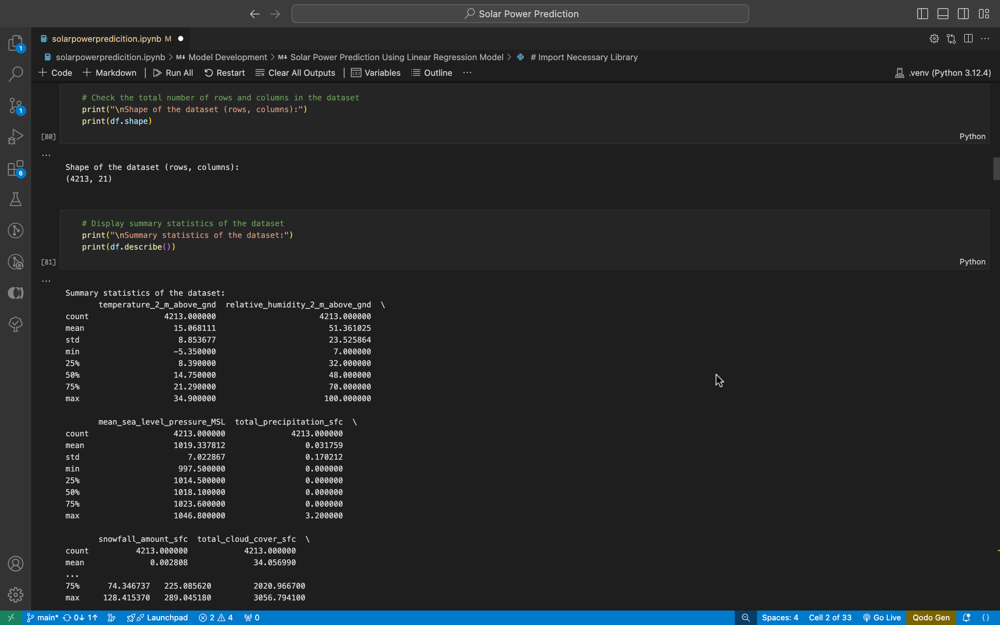 Solar Power Prediction
solarpowerpredicition.ipynb M
solarpowerpredicition.ipynb > M↓ Model Development > M↓ Solar Power Prediction Using Linear Regression Model > # Import Necessary Library
+ Code + Markdown | Run All Restart Clear All Outputs | Variables Outline ···
.venv (Python 3.12.4)
1
1
6
# Check the total number of rows and columns in the dataset
print("\nShape of the dataset (rows, columns):")
print(df.shape)
[80]
Python
...
Shape of the dataset (rows, columns):
(4213, 21)
# Display summary statistics of the dataset
print("\nSummary statistics of the dataset:")
print(df.describe())
[81]
Python
...
Summary statistics of the dataset:
temperature_2_m_above_gnd relative_humidity_2_m_above_gnd \
count 4213.000000 4213.000000
mean 15.068111 51.361025
std 8.853677 23.525864
min -5.350000 7.000000
25% 8.390000 32.000000
50% 14.750000 48.000000
75% 21.290000 70.000000
max 34.900000 100.000000
mean_sea_level_pressure_MSL total_precipitation_sfc \
count 4213.000000 4213.000000
mean 1019.337812 0.031759
std 7.022867 0.170212
min 997.500000 0.000000
25% 1014.500000 0.000000
50% 1018.100000 0.000000
75% 1023.600000 0.000000
max 1046.800000 3.200000
snowfall_amount_sfc total_cloud_cover_sfc \
count 4213.000000 4213.000000
mean 0.002808 34.056990
...
75% 74.346737 225.085620 2020.966700
max 128.415370 289.045180 3056.794100
main* 0↓ 1↑ Launchpad 2 4 0
Spaces: 4 Cell 2 of 33 Go Live Qodo Gen {}